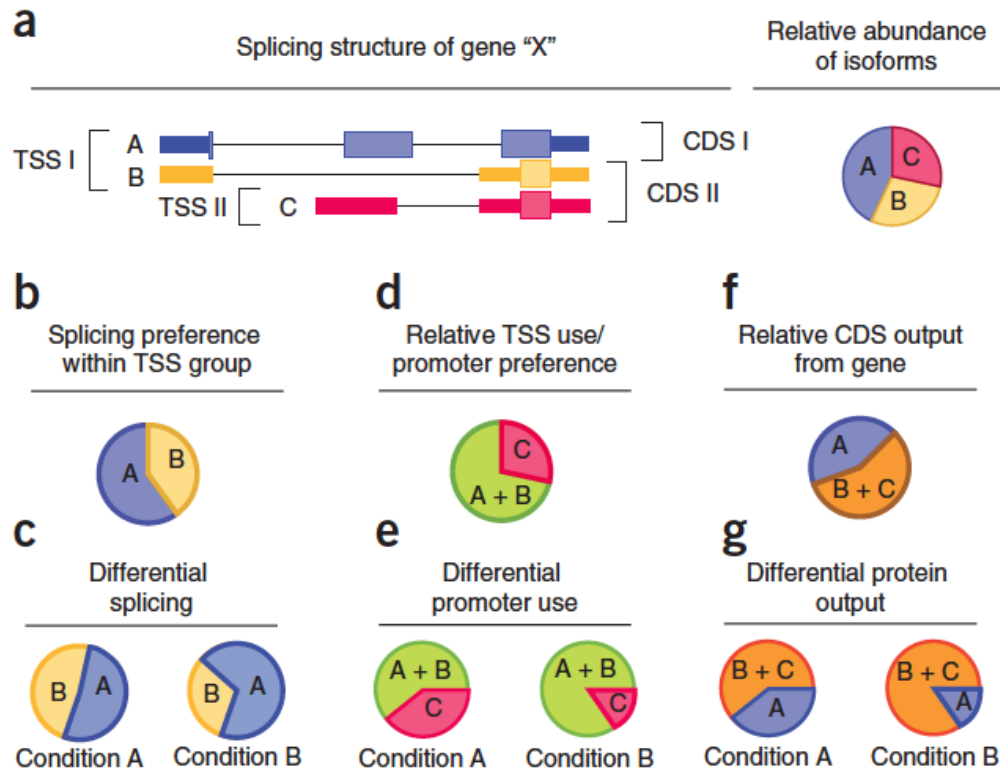 a
Splicing structure of gene “X”
Relative abundance
of isoforms
TSS I
A
B
TSS II
C
CDS I
CDS II
A
C
B
b
Splicing preference
within TSS group
A
B
d
Relative TSS use/
promoter preference
C
A + B
f
Relative CDS output
from gene
A
B + C
c
Differential
splicing
B
A
B
A
Condition A
Condition B
e
Differential
promoter use
A + B
C
A + B
C
Condition A
Condition B
g
Differential protein
output
B + C
A
B + C
A
Condition A
Condition B